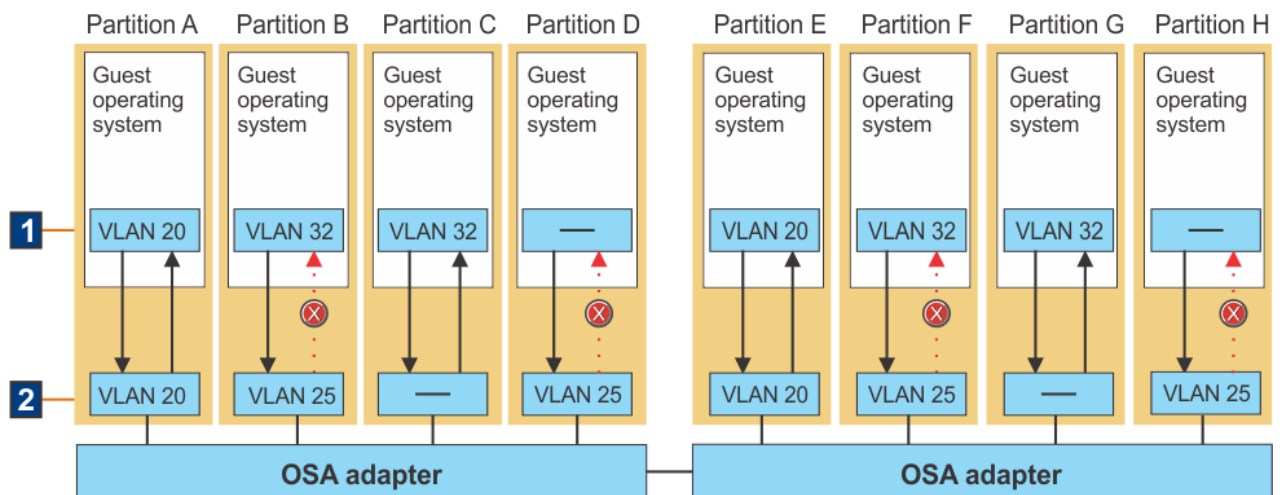 Partition A Partition B Partition C Partition D Partition E Partition F Partition G Partition H
Guest operating system
Guest operating system
Guest operating system
Guest operating system
Guest operating system
Guest operating system
Guest operating system
Guest operating system
1 VLAN 20 VLAN 32 VLAN 32 — VLAN 20 VLAN 32 VLAN 32 —
X X X X
2 VLAN 20 VLAN 25 — VLAN 25 VLAN 20 VLAN 25 — VLAN 25
OSA adapter OSA adapter